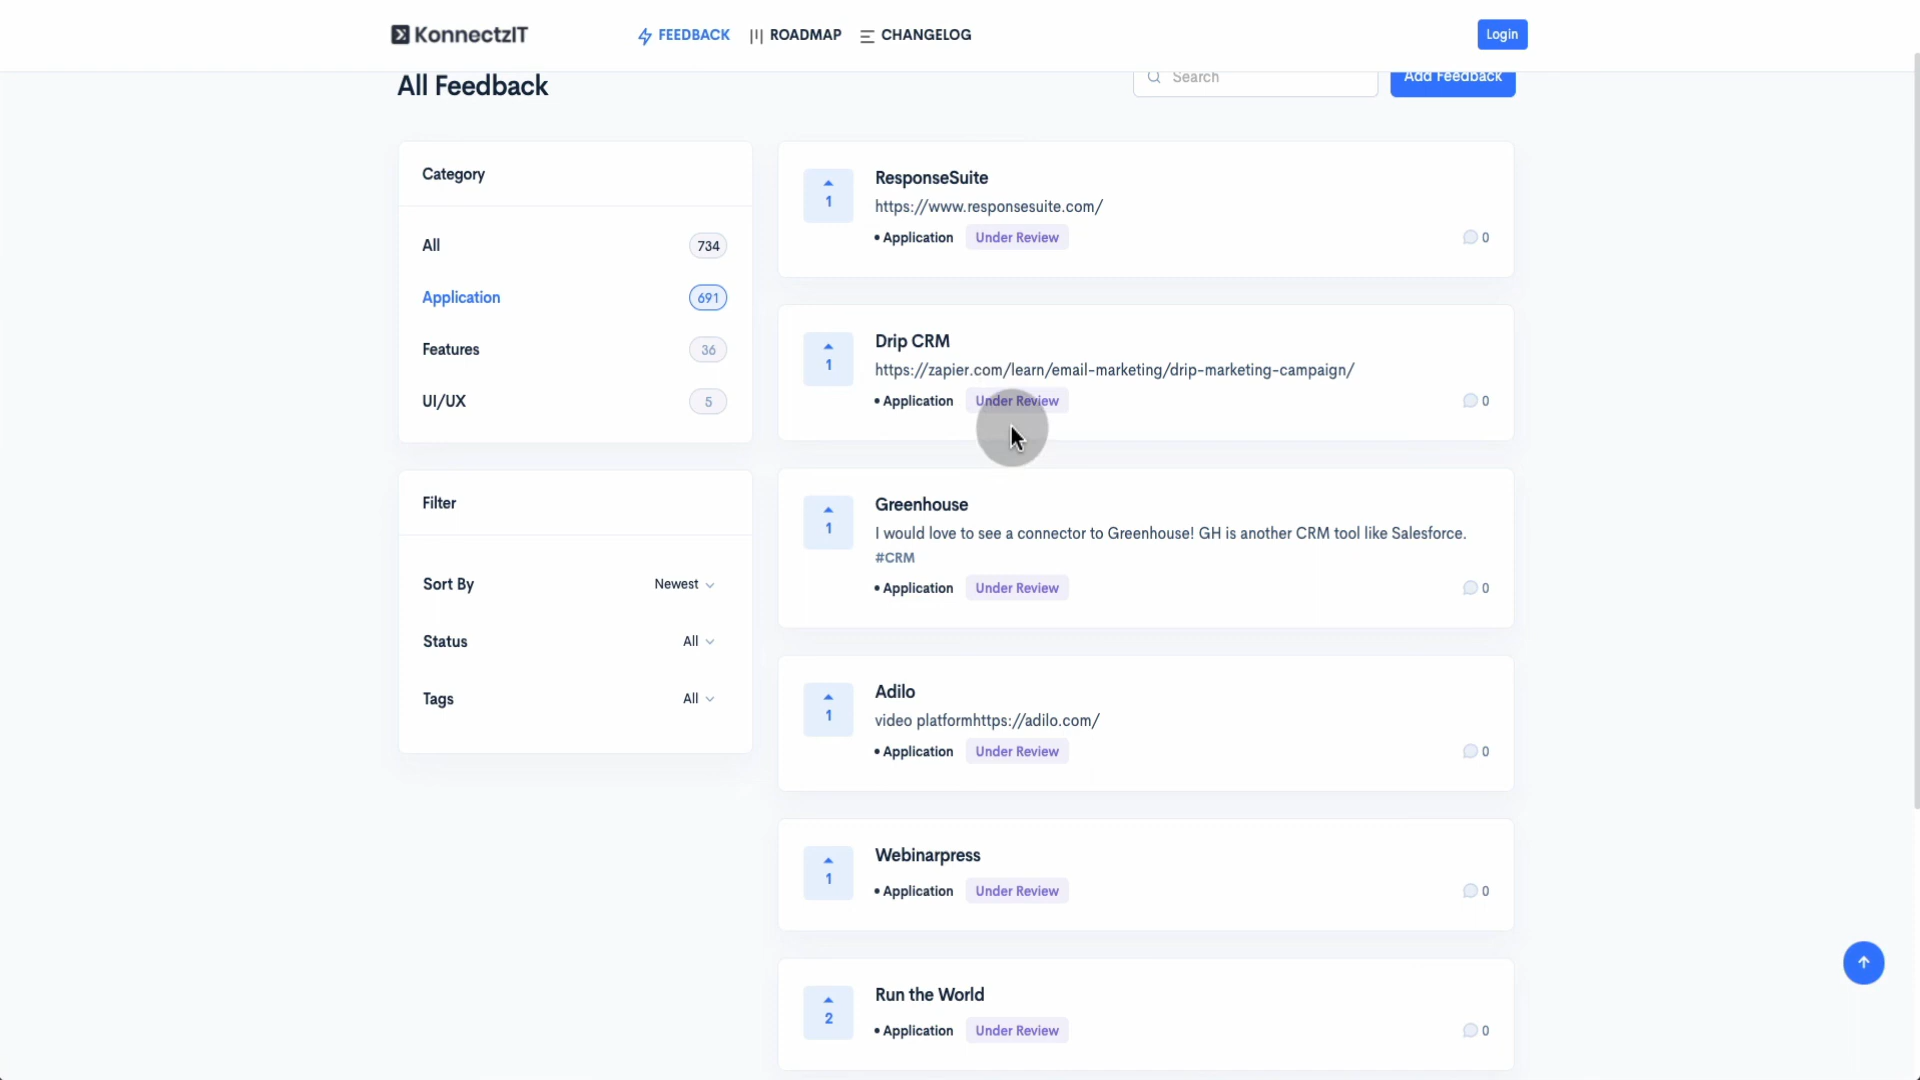 KonnectzIT
FEEDBACK
ROADMAP
CHANGELOG
Login
All Feedback
Search
Add Feedback
Category
All
734
Application
691
Features
36
UI/UX
5
Filter
Sort By
Newest
Status
All
Tags
All
1
ResponseSuite
https://www.responsesuite.com/
• Application
Under Review
0
1
Drip CRM
https://zapier.com/learn/email-marketing/drip-marketing-campaign/
• Application
Under Review
0
1
Greenhouse
I would love to see a connector to Greenhouse! GH is another CRM tool like Salesforce.
#CRM
• Application
Under Review
0
1
Adilo
video platformhttps://adilo.com/
• Application
Under Review
0
1
Webinarpress
• Application
Under Review
0
2
Run the World
• Application
Under Review
0